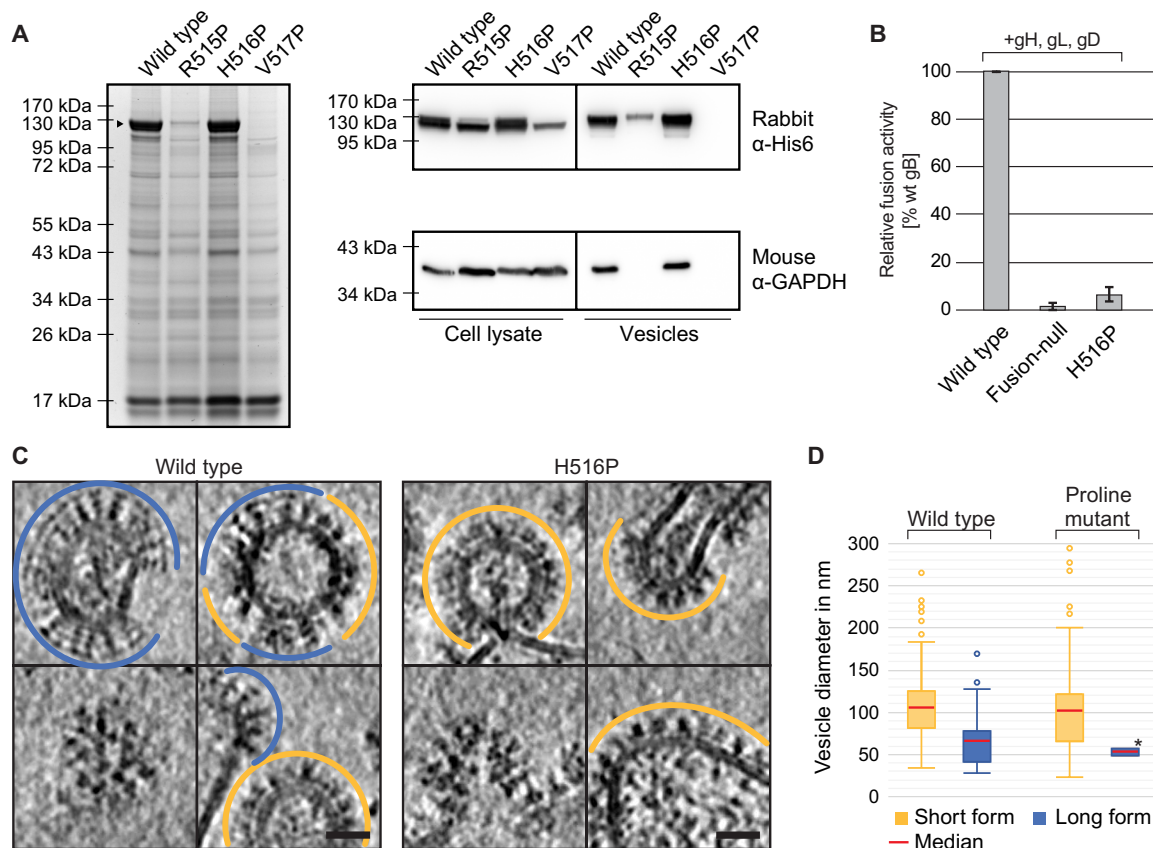 A
Wild type
R515P
H516P
V517P
170 kDa
130 kDa
95 kDa
72 kDa
55 kDa
43 kDa
34 kDa
26 kDa
17 kDa
Wild type
R515P
H516P
V517P
Wild type
R515P
H516P
V517P
170 kDa
130 kDa
95 kDa
Rabbit
α-His6
43 kDa
34 kDa
Mouse
α-GAPDH
Cell lysate
Vesicles
B
+gH, gL, gD
Relative fusion activity
[% wt gB]
100
80
60
40
20
0
Wild type
Fusion-null
H516P
C
Wild type
H516P
D
Wild type
Proline
mutant
Vesicle diameter in nm
300
250
200
150
100
50
0
*
Short form
Long form
Median